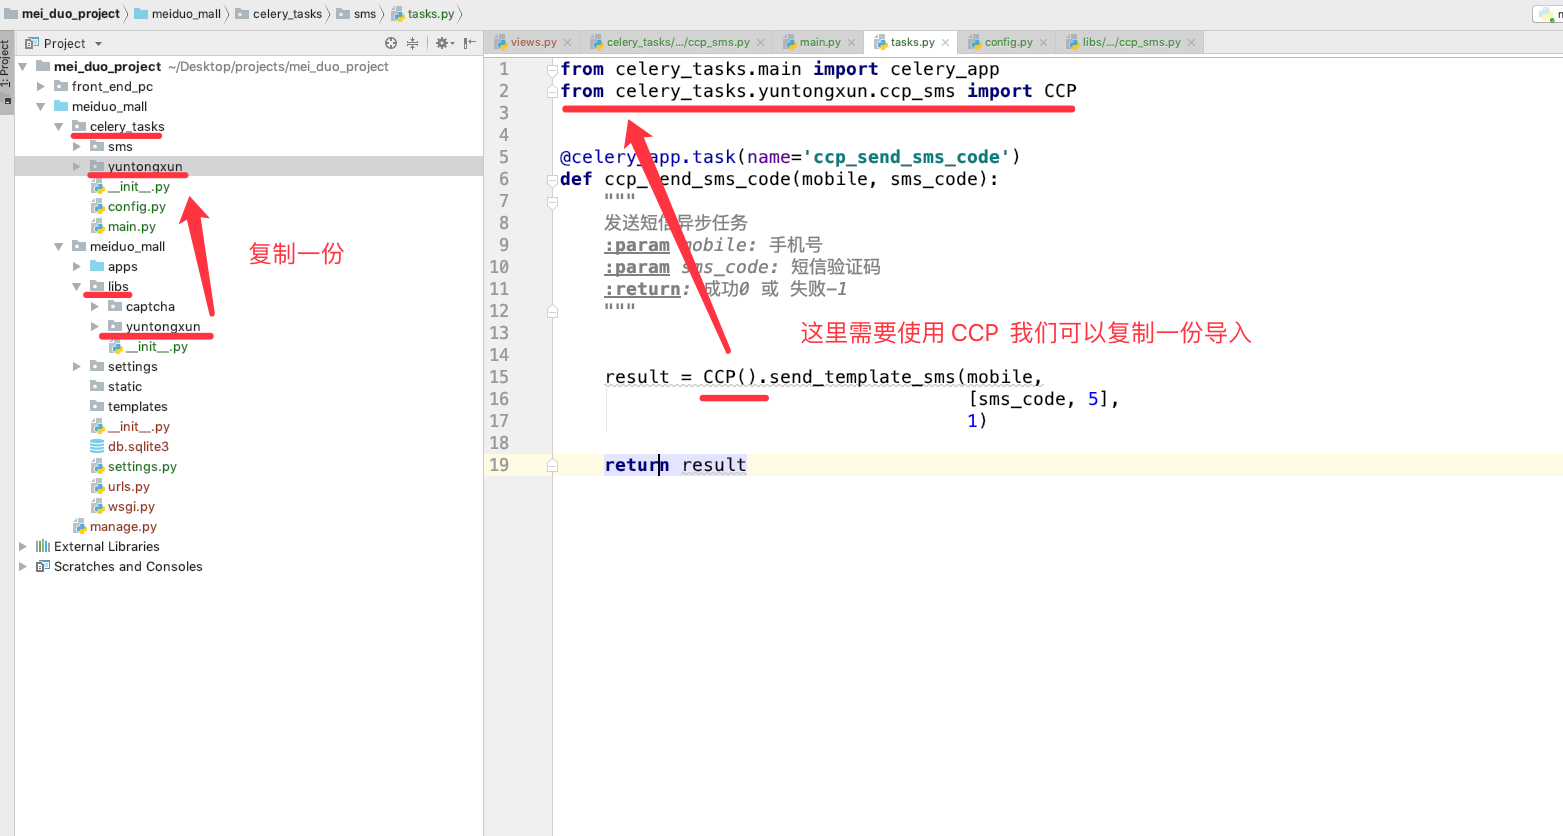 mei_duo_project meiduo_mall celery_tasks sms tasks.py
Project
1: Project
views.py celery_tasks/.../ccp_sms.py main.py tasks.py config.py libs/.../ccp_sms.py
mei_duo_project ~/Desktop/projects/mei_duo_project
front_end_pc
meiduo_mall
celery_tasks
sms
yuntongxun
__init__.py
config.py
main.py
meiduo_mall
apps
libs
captcha
yuntongxun
__init__.py
settings
static
templates
__init__.py
db.sqlite3
settings.py
urls.py
wsgi.py
manage.py
External Libraries
Scratches and Consoles
复制一份
1 from celery_tasks.main import celery_app
2 from celery_tasks.yuntongxun.ccp_sms import CCP
3
4
5 @celery_app.task(name='ccp_send_sms_code')
6 def ccp_send_sms_code(mobile, sms_code):
7 """
8 发送短信异步任务
9 :param mobile: 手机号
10 :param sms_code: 短信验证码
11 :return: 成功0 或 失败-1
12 """
13
这里需要使用 CCP 我们可以复制一份导入
14
15 result = CCP().send_template_sms(mobile,
16 [sms_code, 5],
17 1)
18
19 return result